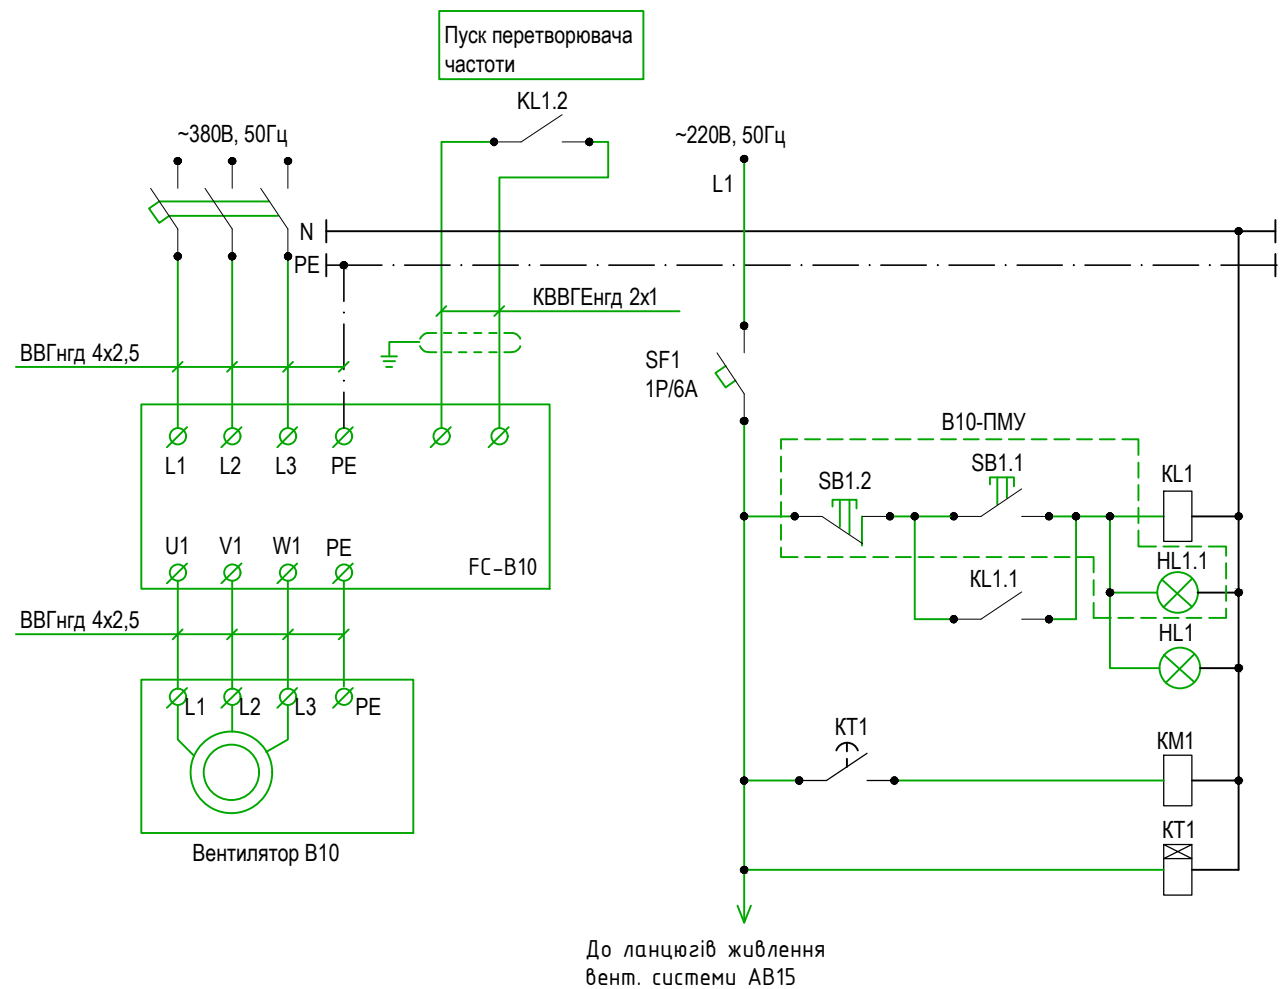 Пуск перетворювача
частоти
KL1.2
~380В, 50Гц
~220В, 50Гц
L1
N
PE
КВВГЕнгд 2х1
ВВГнгд 4х2,5
SF1
1P/6A
В10-ПМУ
L1
L2
L3
PE
SB1.2
SB1.1
KL1
U1
V1
W1
PE
FC-В10
HL1.1
KL1.1
ВВГнгд 4х2,5
HL1
L1
L2
L3
PE
KT1
KM1
KT1
Вентилятор В10
До ланцюгів живлення
вент. системи АВ15